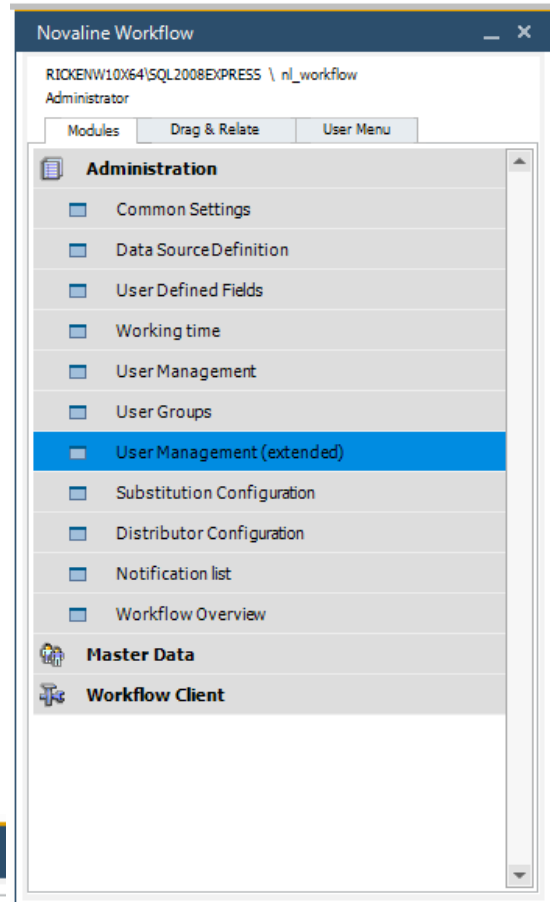 Novaline Workflow
RICKENW10X64\SQL2008EXPRESS \ nl_workflow
Administrator
Modules Drag & Relate User Menu
Administration
Common Settings
Data Source Definition
User Defined Fields
Working time
User Management
User Groups
User Management (extended)
Substitution Configuration
Distributor Configuration
Notification list
Workflow Overview
Master Data
Workflow Client